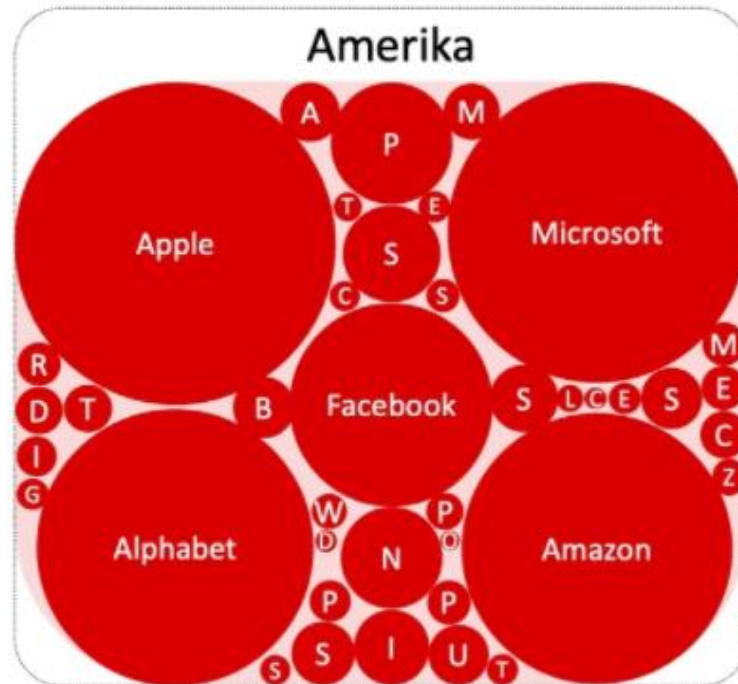 Amerika
A P M
T E
Apple S Microsoft
C S
R M
D T B Facebook S L C E S E
I C
G Z
W P
D O
Alphabet N Amazon
P P
S S I U T